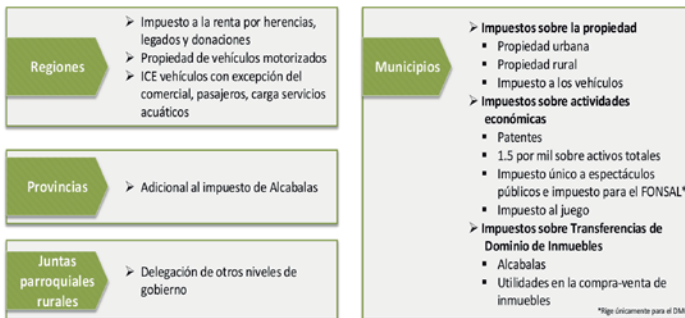 Regiones
➢ Impuesto a la renta por herencias,
legados y donaciones
➢ Propiedad de vehículos motorizados
➢ ICE vehículos con excepción del
comercial, pasajeros, carga servicios
acuáticos
Provincias
➢ Adicional al impuesto de Alcabalas
Juntas
parroquiales
rurales
➢ Delegación de otros niveles de
gobierno
Municipios
➢ Impuestos sobre la propiedad
▪ Propiedad urbana
▪ Propiedad rural
▪ Impuesto a los vehículos
➢ Impuestos sobre actividades
económicas
▪ Patentes
▪ 1.5 por mil sobre activos totales
▪ Impuesto único a espectáculos
públicos e impuesto para el FONSAL*
▪ Impuesto al juego
➢ Impuestos sobre Transferencias de
Dominio de Inmuebles
▪ Alcabalas
▪ Utilidades en la compra-venta de
inmuebles
*Rige únicamente para el